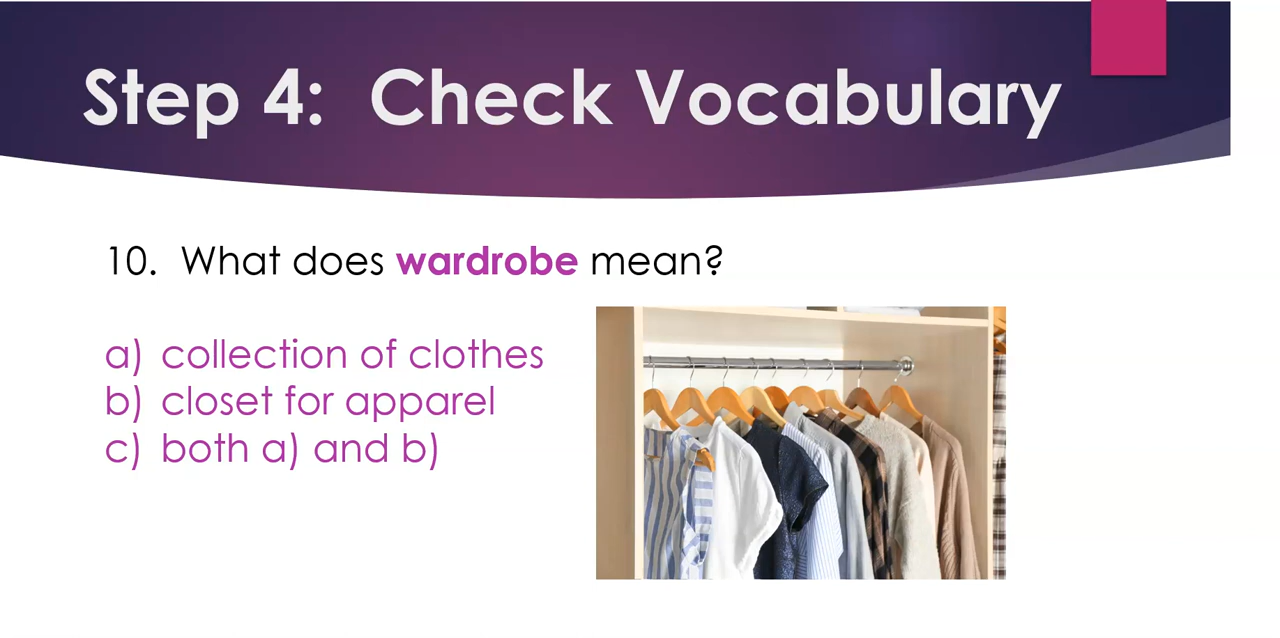 Step 4: Check Vocabulary
10. What does wardrobe mean?
a) collection of clothes
b) closet for apparel
c) both a) and b)